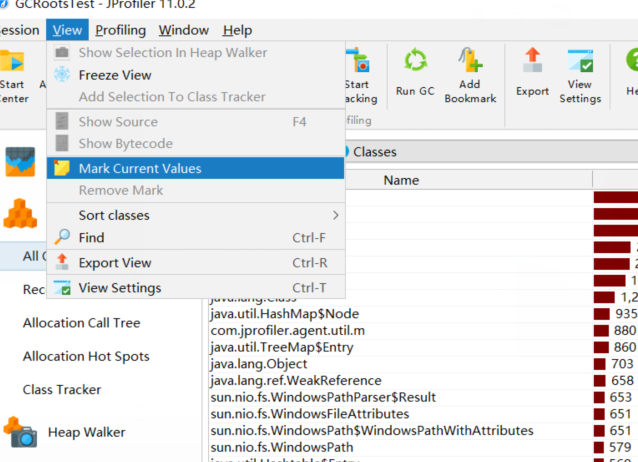 GCRootsTest - JProfiler 11.0.2
Session View Profiling Window Help
Show Selection In Heap Walker
Freeze View
Add Selection To Class Tracker
Show Source F4
Show Bytecode
Mark Current Values
Remove Mark
Sort classes
Find Ctrl-F
Export View Ctrl-R
View Settings Ctrl-T
Start
Center
Start
Run GC
Add
Bookmark
Export
View
Settings
Classes
Name
All
Allocation Call Tree
Allocation Hot Spots
Class Tracker
Heap Walker
java.lang.Class 1,2
java.util.HashMap$Node 935
com.jprofiler.agent.util.m 880
java.util.TreeMap$Entry 860
java.lang.Object 703
java.lang.ref.WeakReference 658
sun.nio.fs.WindowsPathParser$Result 653
sun.nio.fs.WindowsFileAttributes 651
sun.nio.fs.WindowsPath$WindowsPathWithAttributes 651
sun.nio.fs.WindowsPath 579
java.util.Hashtable$Entry 569